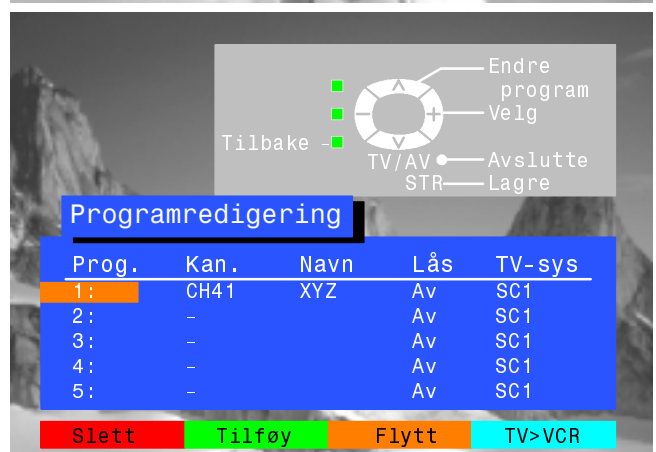 Endre
program
Velg
Tilbake -
TV/AV Avslutte
STR Lagre
Programredigering
Prog. Kan. Navn Lås TV-sys
1: CH41 XYZ Av SC1
2: - Av SC1
3: - Av SC1
4: - Av SC1
5: - Av SC1
Slett Tilføy Flytt TV>VCR